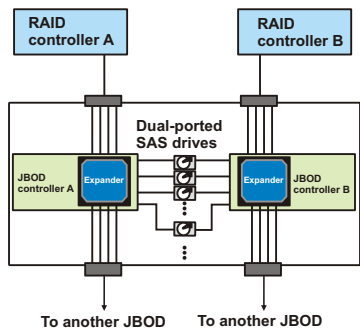 RAID
controller A
RAID
controller B
Dual-ported
SAS drives
JBOD
controller A
Expander
Expander
JBOD
controller B
To another JBOD
To another JBOD